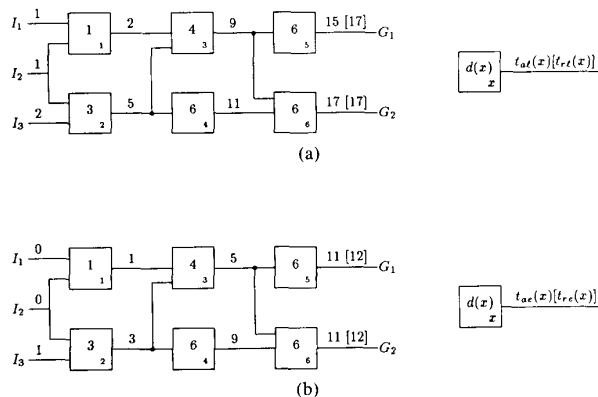 I1 1 1 1 2 4 3 9 6 5 15 [17] G1
d(x) x tal(x)[trl(x)]
I2 1
I3 2 3 2 5 6 4 11 6 6 17 [17] G2
(a)
I1 0 1 1 1 4 3 5 6 5 11 [12] G1
I2 0
d(x) x tae(x)[tre(x)]
I3 1 3 2 3 6 4 9 6 6 11 [12] G2
(b)